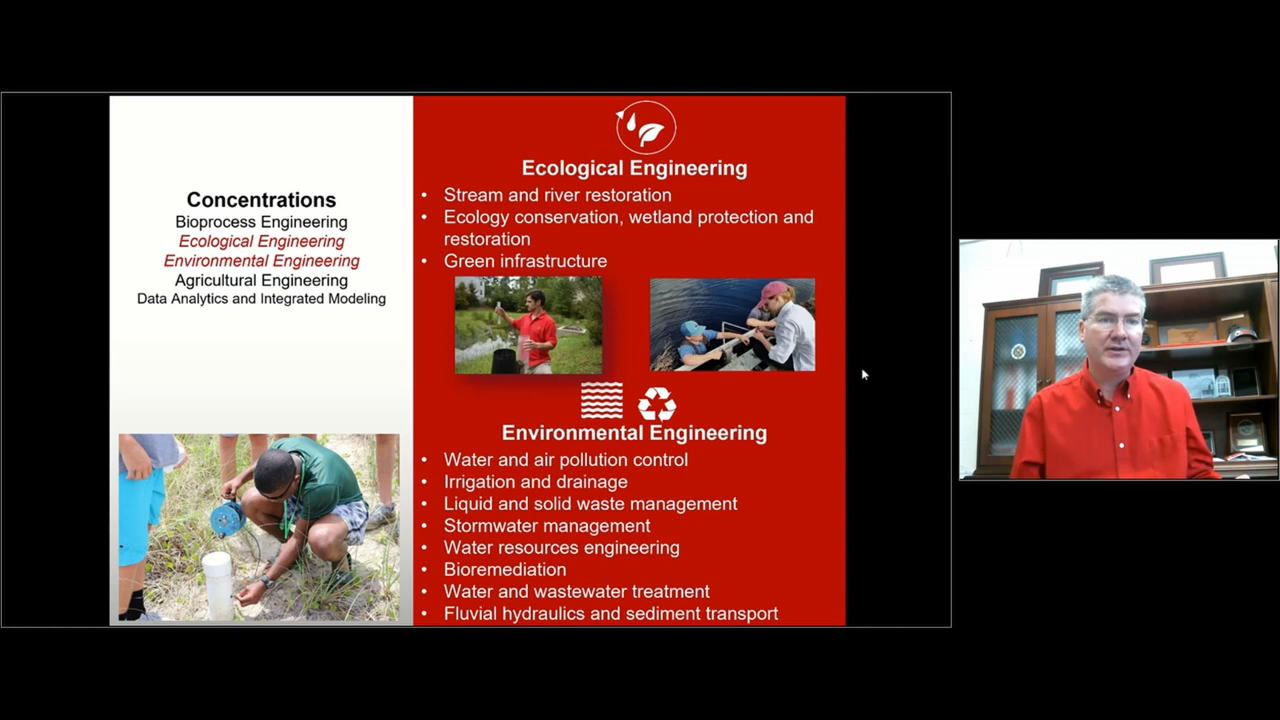 Concentrations
Bioprocess Engineering
Ecological Engineering
Environmental Engineering
Agricultural Engineering
Data Analytics and Integrated Modeling
Ecological Engineering
• Stream and river restoration
• Ecology conservation, wetland protection and
restoration
• Green infrastructure
Environmental Engineering
• Water and air pollution control
• Irrigation and drainage
• Liquid and solid waste management
• Stormwater management
• Water resources engineering
• Bioremediation
• Water and wastewater treatment
• Fluvial hydraulics and sediment transport